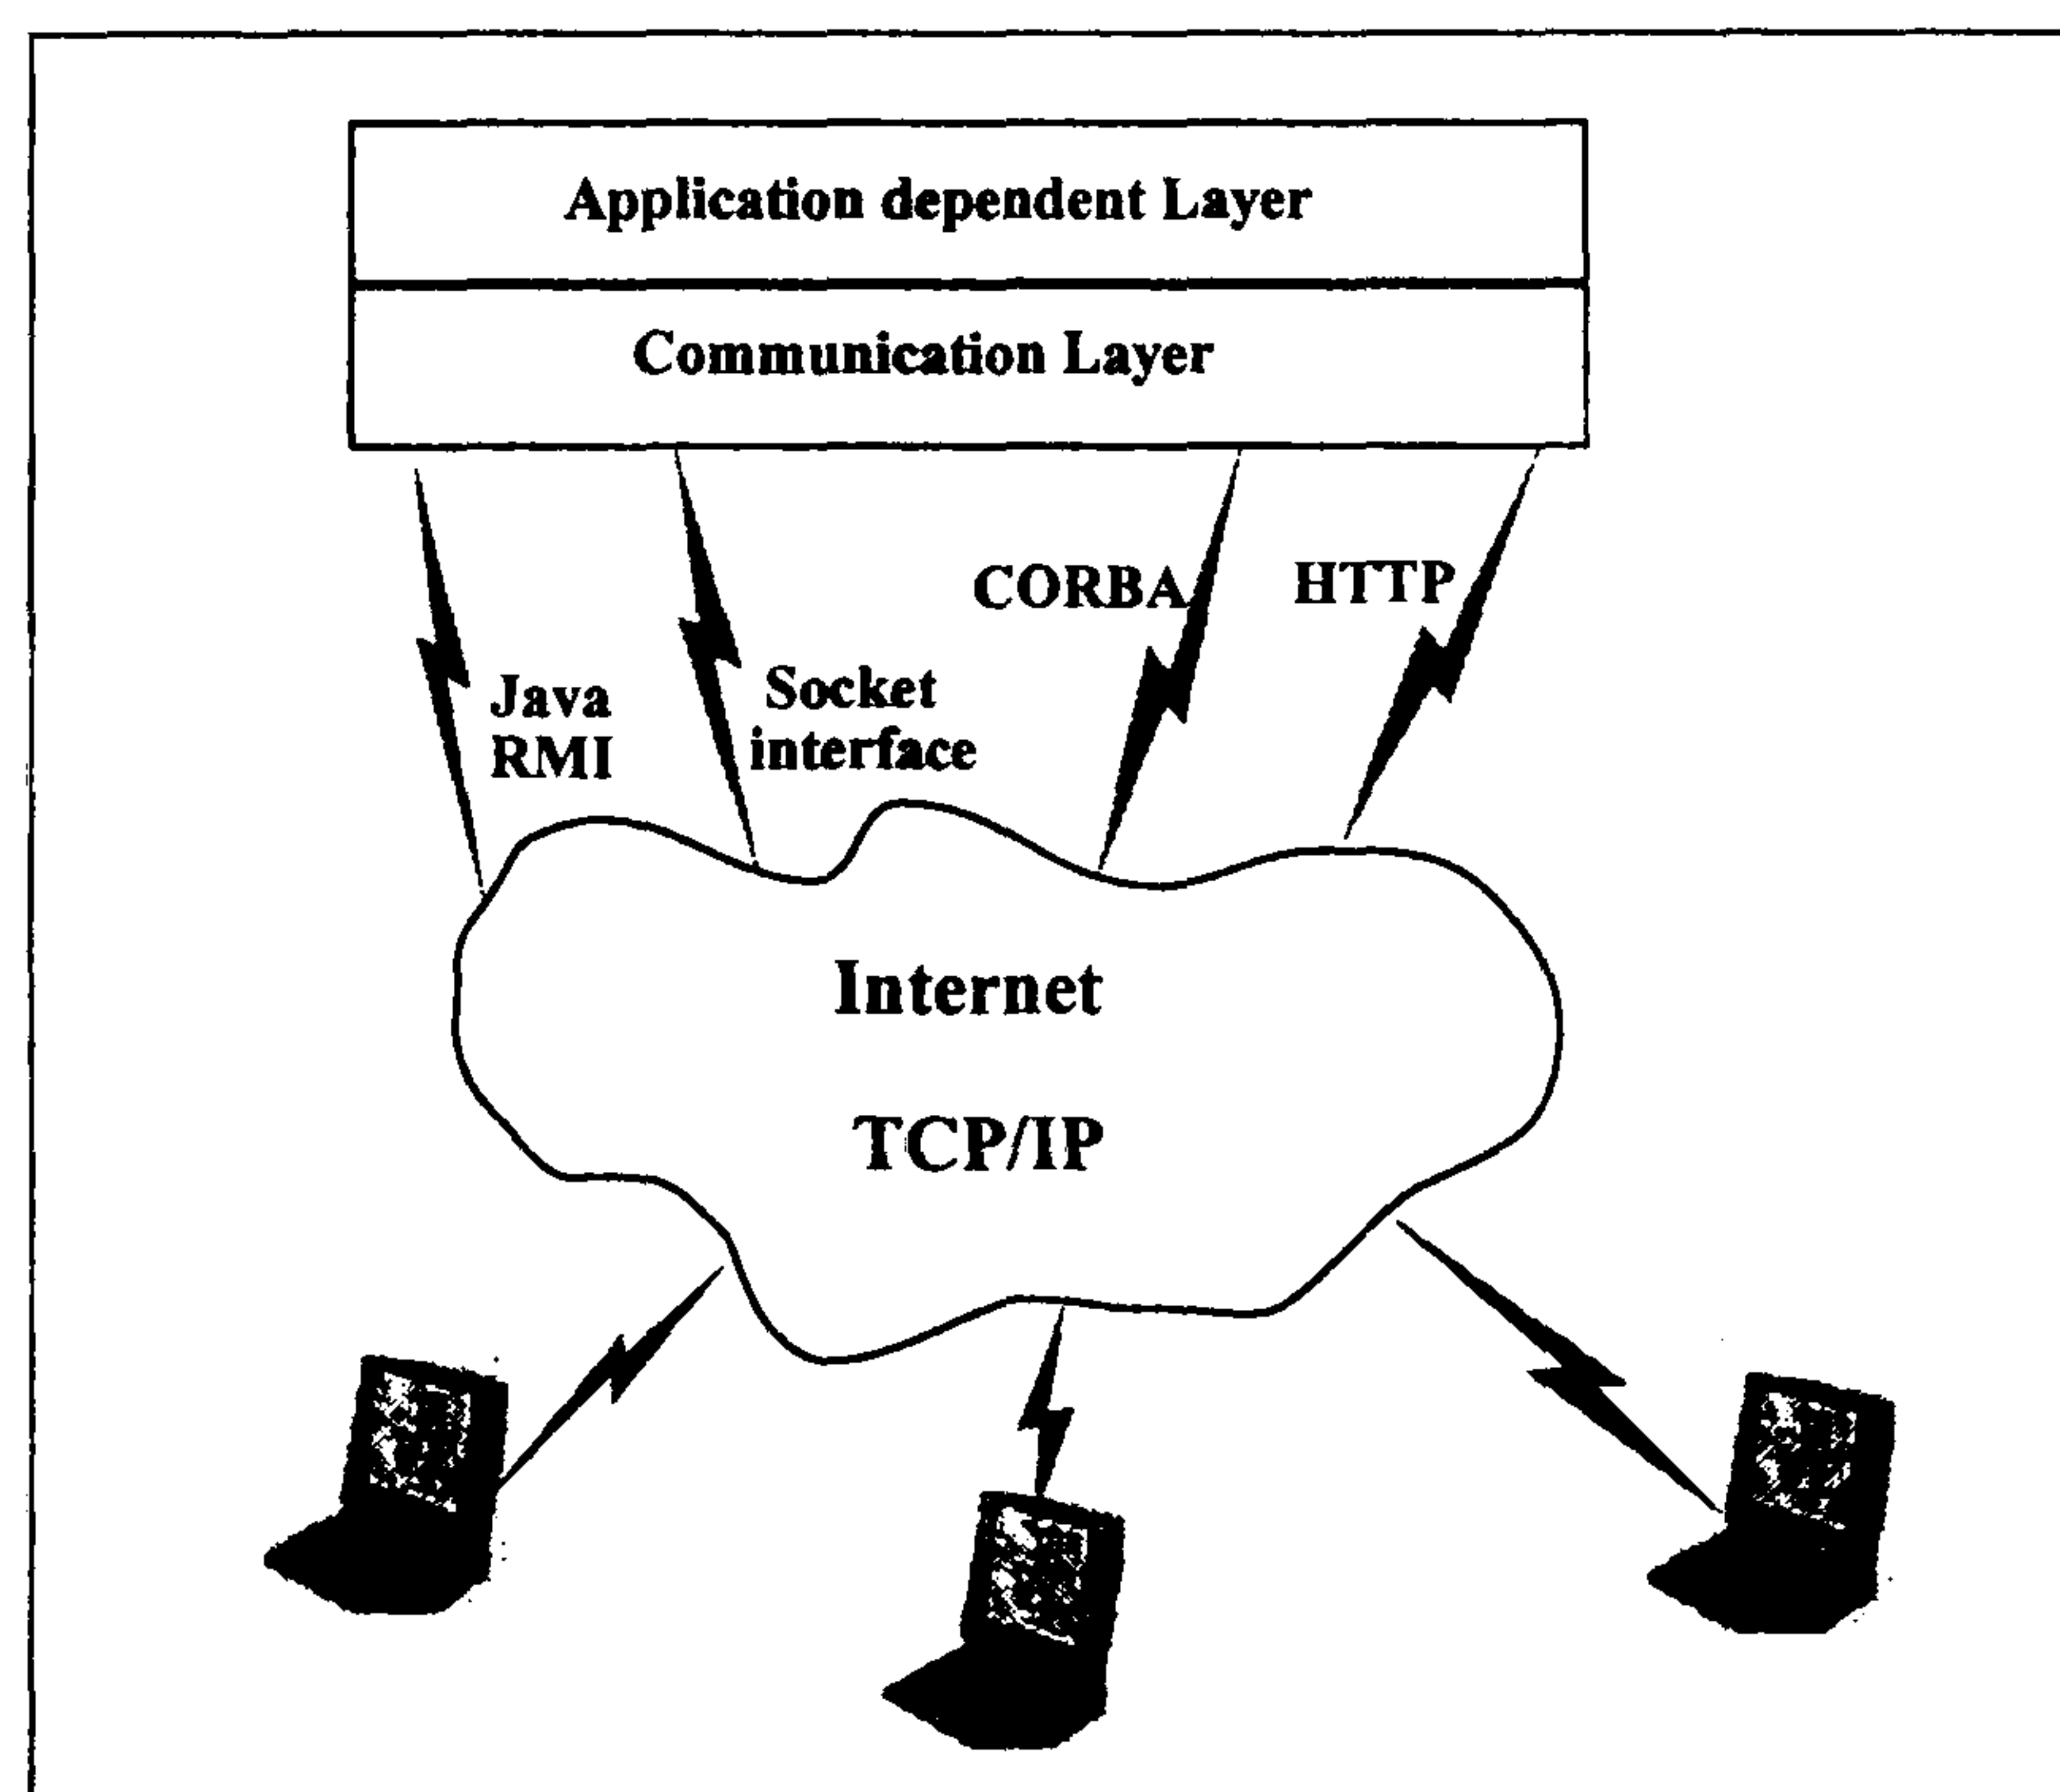 Application dependent Layer
Communication Layer
CORBA
HTTP
Java
RMI
Socket
interface
Internet
TCP/IP